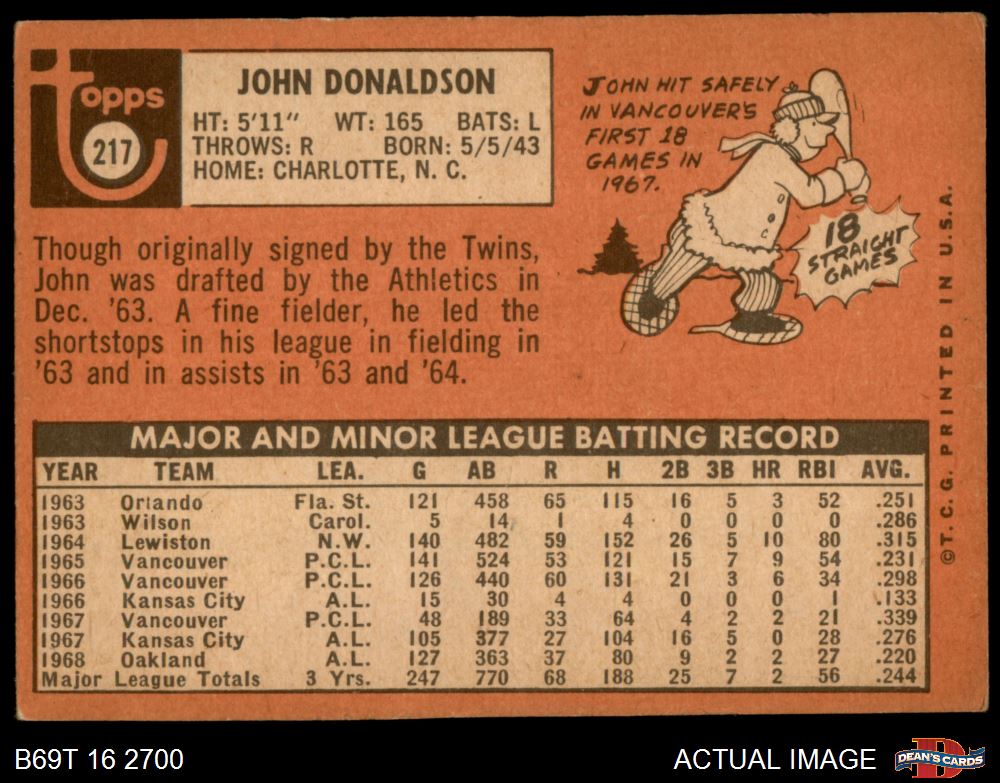 topps
217
JOHN DONALDSON
HT: 5'11" WT: 165 BATS: L
THROWS: R BORN: 5/5/43
HOME: CHARLOTTE, N. C.
JOHN HIT SAFELY
IN VANCOUVER'S
FIRST 18
GAMES IN
1967.
18
STRAIGHT
GAMES
Though originally signed by the Twins,
John was drafted by the Athletics in
Dec. '63. A fine fielder, he led the
shortstops in his league in fielding in
'63 and in assists in '63 and '64.
MAJOR AND MINOR LEAGUE BATTING RECORD
YEAR TEAM LEA. G AB R H 2B 3B HR RBI AVG.
1963 Orlando Fla. St. 121 458 65 115 16 5 3 52 .251
1963 Wilson Carol. 5 14 1 4 0 0 0 0 .286
1964 Lewiston N.W. 140 482 59 152 26 5 10 80 .315
1965 Vancouver P.C.L. 141 524 53 121 15 7 9 54 .231
1966 Vancouver P.C.L. 126 440 60 131 21 3 6 34 .298
1966 Kansas City A.L. 15 30 4 4 0 0 0 1 .133
1967 Vancouver P.C.L. 48 189 33 64 4 2 2 21 .339
1967 Kansas City A.L. 105 377 27 104 16 5 0 28 .276
1968 Oakland A.L. 127 363 37 80 9 2 2 27 .220
Major League Totals 3 Yrs. 247 770 68 188 25 7 2 56 .244
©T.C.G. PRINTED IN U.S.A.
B69T 16 2700
ACTUAL IMAGE
DEAN'S CARDS